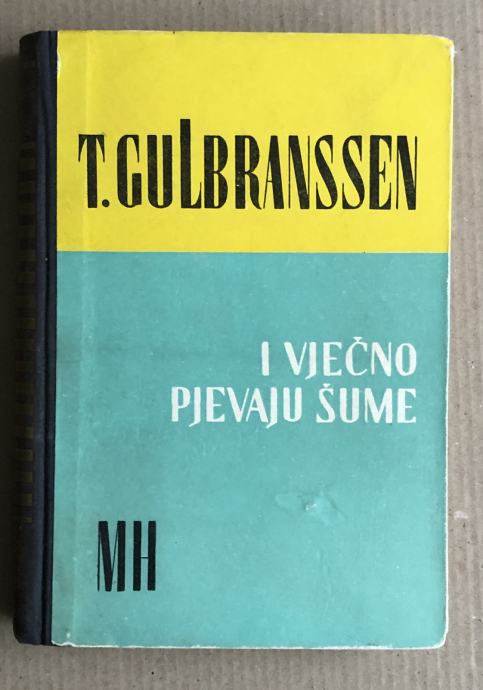 T. GULBRANSSEN
I VJEČNO
PJEVAJU ŠUME
MH